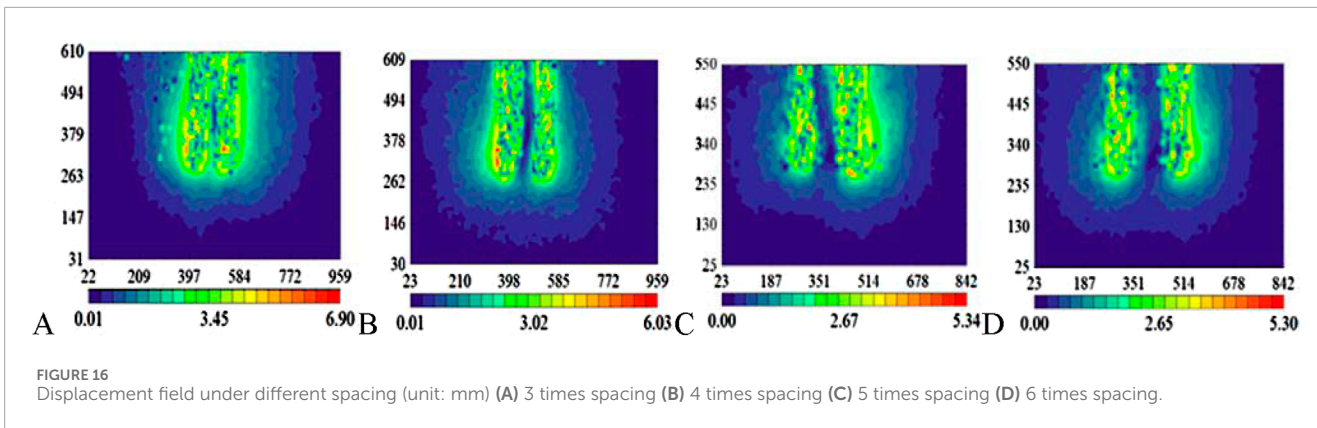 610
494
379
263
147
31
22 209 397 584 772 959
0.01 3.45 6.90
A
609
494
378
262
146
30
23 210 398 585 772 959
0.01 3.02 6.03
B
550
445
340
235
130
25
23 187 351 514 678 842
0.00 2.67 5.34
C
550
445
340
235
130
25
23 187 351 514 678 842
0.00 2.65 5.30
D
FIGURE 16
Displacement field under different spacing (unit: mm) (A) 3 times spacing (B) 4 times spacing (C) 5 times spacing (D) 6 times spacing.